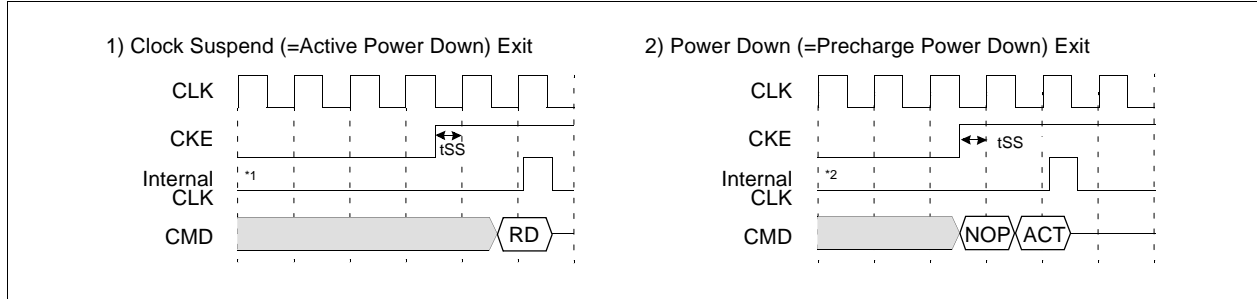 1) Clock Suspend (=Active Power Down) Exit
CLK
CKE
tSS
Internal
CLK
*1
CMD
RD
2) Power Down (=Precharge Power Down) Exit
CLK
CKE
tSS
Internal
CLK
*2
CMD
NOP
ACT